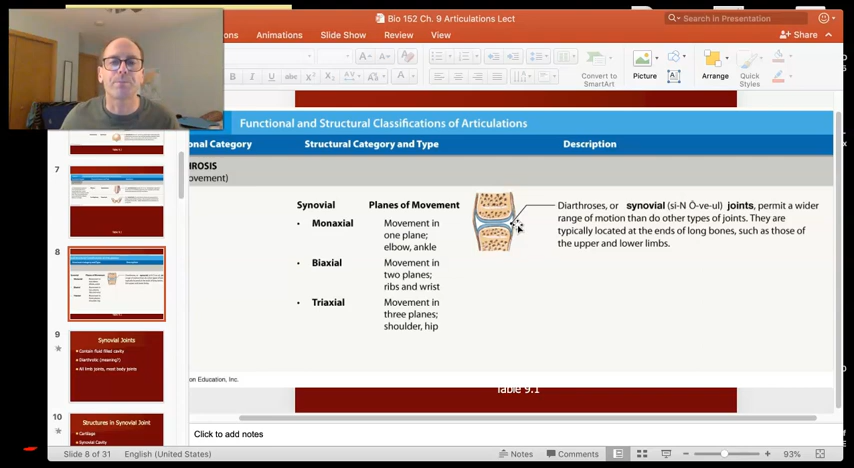 Bio 152 Ch. 9 Articulations Lect
Search in Presentation
ons Animations Slide Show Review View
Share
B I U abc X² X₂ AV Aa A
Convert to
SmartArt
Picture
Arrange
Quick
Styles
Functional and Structural Classifications of Articulations
onal Category Structural Category and Type Description
HROSIS
ovement)
Synovial Planes of Movement
• Monaxial Movement in
one plane;
elbow, ankle
• Biaxial Movement in
two planes;
ribs and wrist
• Triaxial Movement in
three planes;
shoulder, hip
Diarthroses, or synovial (si-N Ō-ve-ul) joints, permit a wider
range of motion than do other types of joints. They are
typically located at the ends of long bones, such as those of
the upper and lower limbs.
on Education, Inc.
Table 9.1
7
8
9
Synovial Joints
Contain fluid filled cavity
Diarthrotic (meaning?)
All limb joints, most body joints
10
Structures in Synovial Joint
Cartilage
Synovial Cavity
Click to add notes
Slide 8 of 31 English (United States) Notes Comments 93%